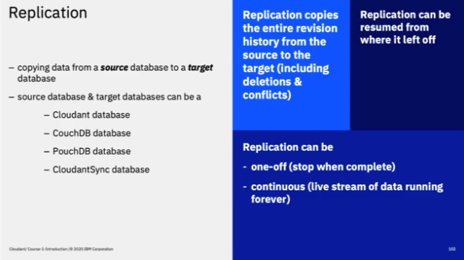 Replication
– copying data from a source database to a target
database
– source database & target databases can be a
– Cloudant database
– CouchDB database
– PouchDB database
– CloudantSync database
Replication copies
the entire revision
history from the
source to the
target (including
deletions &
conflicts)
Replication can be
resumed from
where it left off
Replication can be
- one-off (stop when complete)
- continuous (live stream of data running
forever)
Cloudant/ Course 1: Introduction /© 2020 IBM Corporation